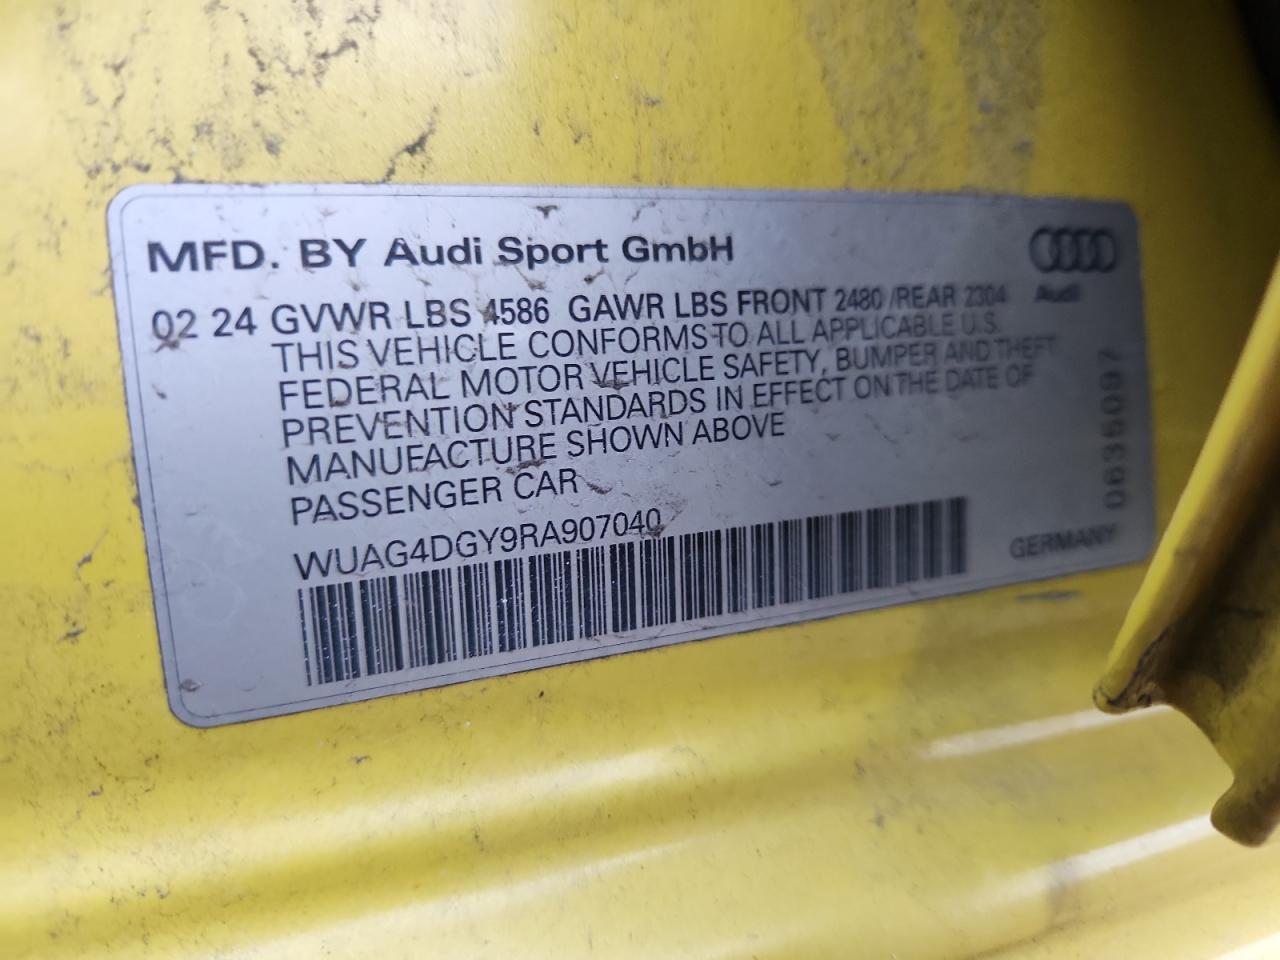 MFD. BY Audi Sport GmbH
02 24 GVWR LBS 4586 GAWR LBS FRONT 2480 /REAR 2304
Audi
THIS VEHICLE CONFORMS TO ALL APPLICABLE U.S.
FEDERAL MOTOR VEHICLE SAFETY, BUMPER AND THEFT
PREVENTION STANDARDS IN EFFECT ON THE DATE OF
MANUFACTURE SHOWN ABOVE
PASSENGER CAR
WUAG4DGY9RA907040
GERMANY
0635097